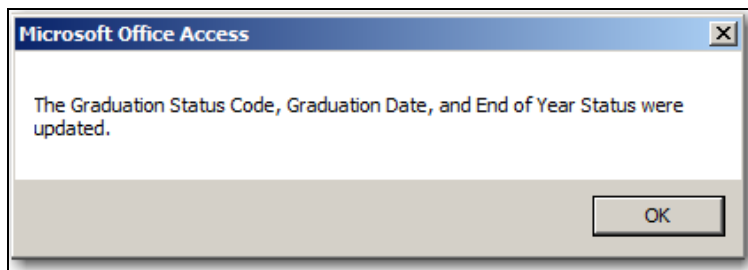 Microsoft Office Access
The Graduation Status Code, Graduation Date, and End of Year Status were
updated.
OK